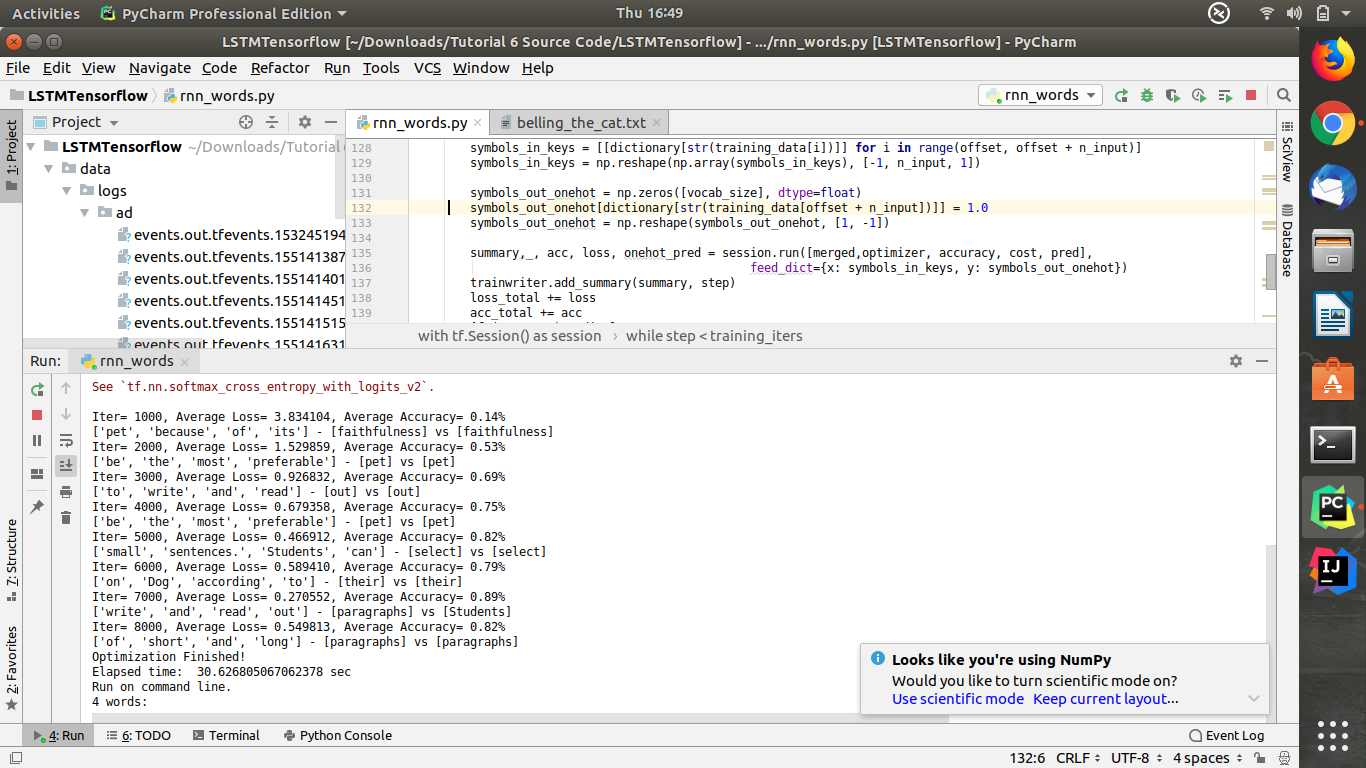 Activities PyCharm Professional Edition Thu 16:49
LSTMTensorflow [~/Downloads/Tutorial 6 Source Code/LSTMTensorflow] - .../rnn_words.py [LSTMTensorflow] - PyCharm
File Edit View Navigate Code Refactor Run Tools VCS Window Help
LSTMTensorflow rnn_words.py rnn_words
1: Project
Project
rnn_words.py belling_the_cat.txt
LSTMTensorflow ~/Downloads/Tutorial
data
logs
ad
events.out.tfevents.153245194
events.out.tfevents.155141387
events.out.tfevents.155141401
events.out.tfevents.155141451
events.out.tfevents.155141515
events.out.tfevents.155141631
128 symbols_in_keys = [[dictionary[str(training_data[i])]] for i in range(offset, offset + n_input)]
129 symbols_in_keys = np.reshape(np.array(symbols_in_keys), [-1, n_input, 1])
130
131 symbols_out_onehot = np.zeros([vocab_size], dtype=float)
132 symbols_out_onehot[dictionary[str(training_data[offset + n_input])]] = 1.0
133 symbols_out_onehot = np.reshape(symbols_out_onehot, [1, -1])
134
135 summary,_, acc, loss, onehot_pred = session.run([merged,optimizer, accuracy, cost, pred],
136 feed_dict={x: symbols_in_keys, y: symbols_out_onehot})
137 trainwriter.add_summary(summary, step)
138 loss_total += loss
139 acc_total += acc
with tf.Session() as session › while step < training_iters
SciView
Database
Run: rnn_words
See `tf.nn.softmax_cross_entropy_with_logits_v2`.
Iter= 1000, Average Loss= 3.834104, Average Accuracy= 0.14%
['pet', 'because', 'of', 'its'] - [faithfulness] vs [faithfulness]
Iter= 2000, Average Loss= 1.529859, Average Accuracy= 0.53%
['be', 'the', 'most', 'preferable'] - [pet] vs [pet]
Iter= 3000, Average Loss= 0.926832, Average Accuracy= 0.69%
['to', 'write', 'and', 'read'] - [out] vs [out]
Iter= 4000, Average Loss= 0.679358, Average Accuracy= 0.75%
['be', 'the', 'most', 'preferable'] - [pet] vs [pet]
Iter= 5000, Average Loss= 0.466912, Average Accuracy= 0.82%
['small', 'sentences.', 'Students', 'can'] - [select] vs [select]
Iter= 6000, Average Loss= 0.589410, Average Accuracy= 0.79%
['on', 'Dog', 'according', 'to'] - [their] vs [their]
Iter= 7000, Average Loss= 0.270552, Average Accuracy= 0.89%
['write', 'and', 'read', 'out'] - [paragraphs] vs [Students]
Iter= 8000, Average Loss= 0.549813, Average Accuracy= 0.82%
['of', 'short', 'and', 'long'] - [paragraphs] vs [paragraphs]
Optimization Finished!
Elapsed time:  30.626805067062378 sec
Run on command line.
4 words:
7: Structure
2: Favorites
Looks like you're using NumPy
Would you like to turn scientific mode on?
Use scientific mode Keep current layout...
4: Run 6: TODO Terminal Python Console Event Log
132:6 CRLF UTF-8 4 spaces